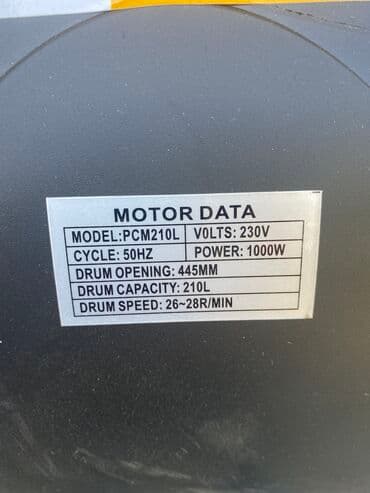 MOTOR DATA
MODEL:PCM210L V0LTS: 230V
CYCLE: 50HZ POWER: 1000W
DRUM OPENING: 445MM
DRUM CAPACITY: 210L
DRUM SPEED: 26~28R/MIN